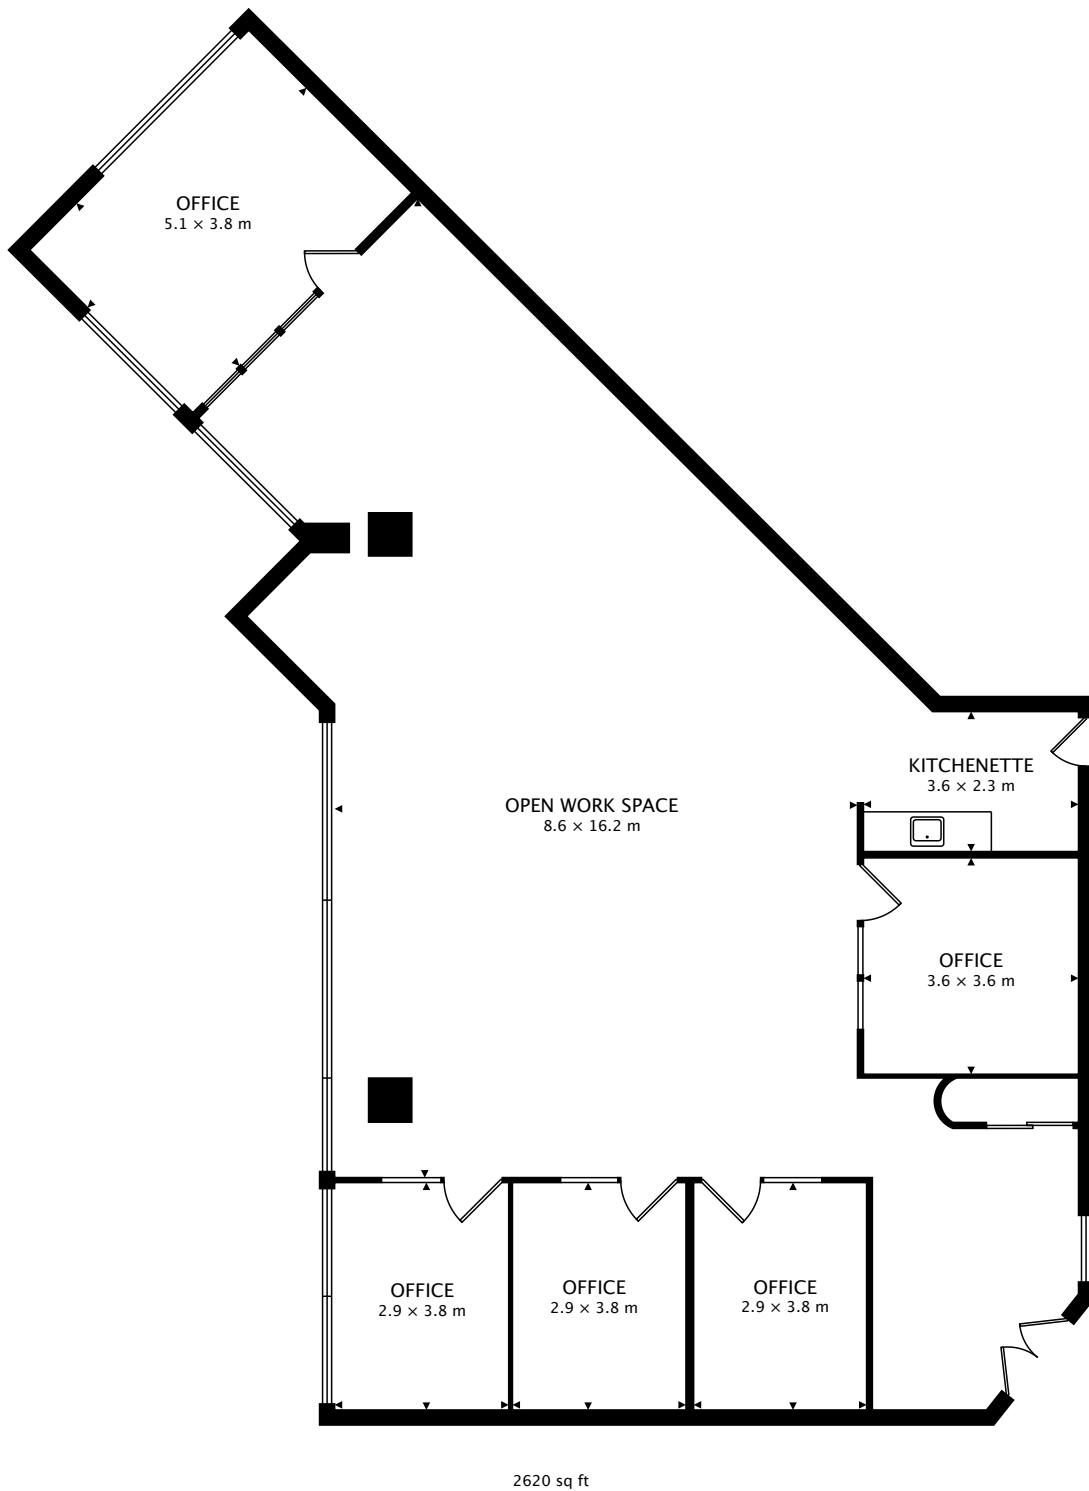 OFFICE
5.1 × 3.8 m
KITCHENETTE
3.6 × 2.3 m
OPEN WORK SPACE
8.6 × 16.2 m
OFFICE
3.6 × 3.6 m
OFFICE
2.9 × 3.8 m
OFFICE
2.9 × 3.8 m
OFFICE
2.9 × 3.8 m
2620 sq ft